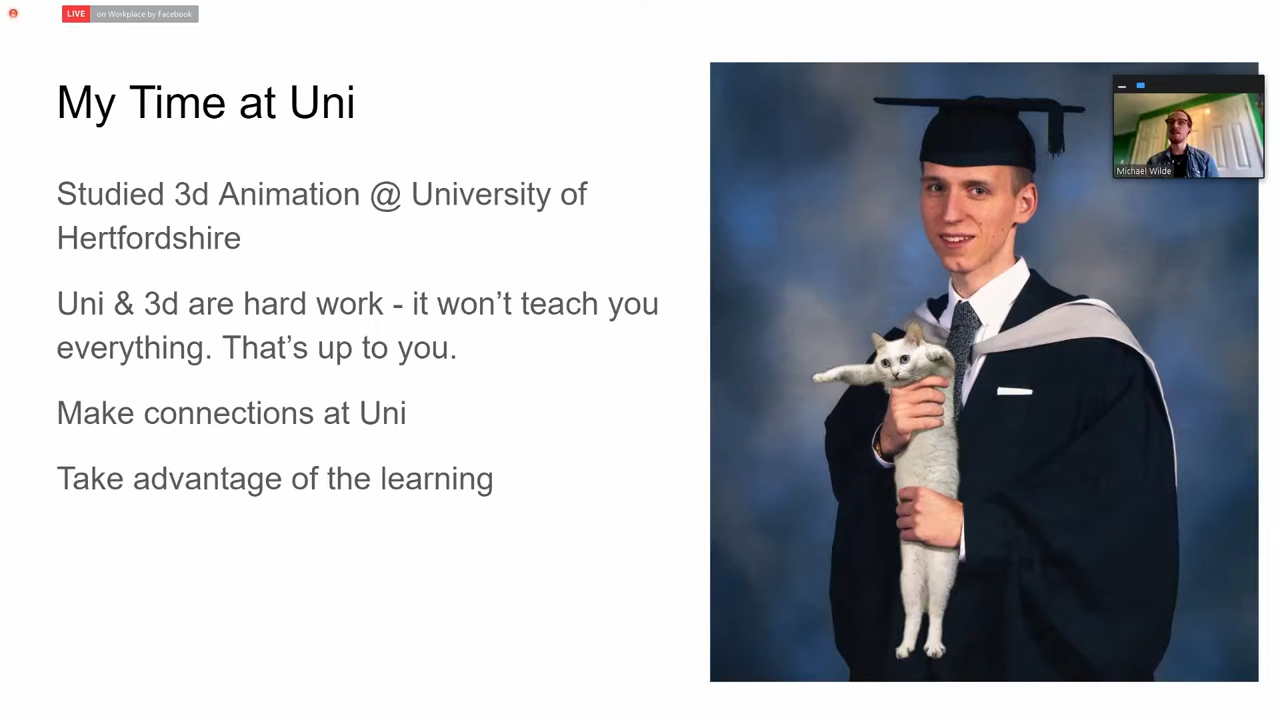 LIVE on Workplace by Facebook
My Time at Uni
Michael Wilde
Studied 3d Animation @ University of
Hertfordshire
Uni & 3d are hard work - it won’t teach you
everything. That’s up to you.
Make connections at Uni
Take advantage of the learning